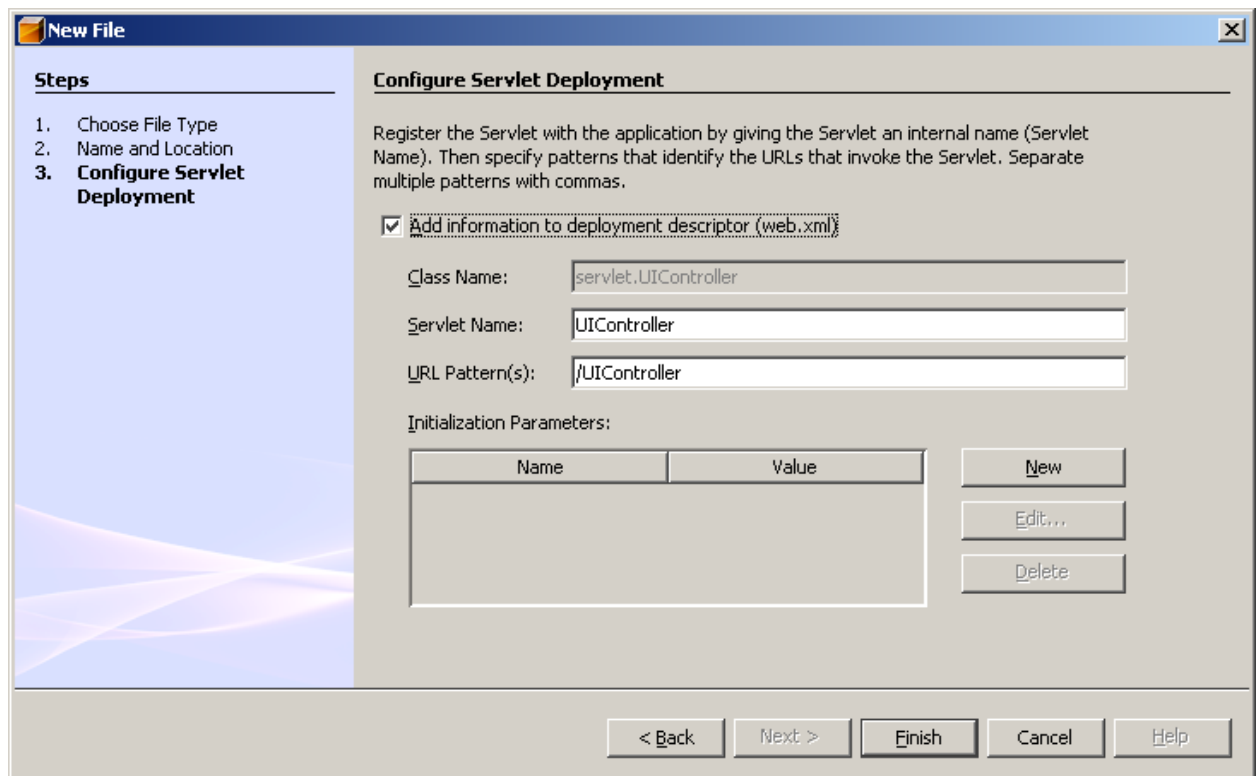 New File
Steps
1. Choose File Type
2. Name and Location
3. Configure Servlet
Deployment
Configure Servlet Deployment
Register the Servlet with the application by giving the Servlet an internal name (Servlet
Name). Then specify patterns that identify the URLs that invoke the Servlet. Separate
multiple patterns with commas.
Add information to deployment descriptor (web.xml)
Class Name: servlet.UIController
Servlet Name: UIController
URL Pattern(s): /UIController
Initialization Parameters:
Name Value
New
Edit...
Delete
< Back Next > Finish Cancel Help